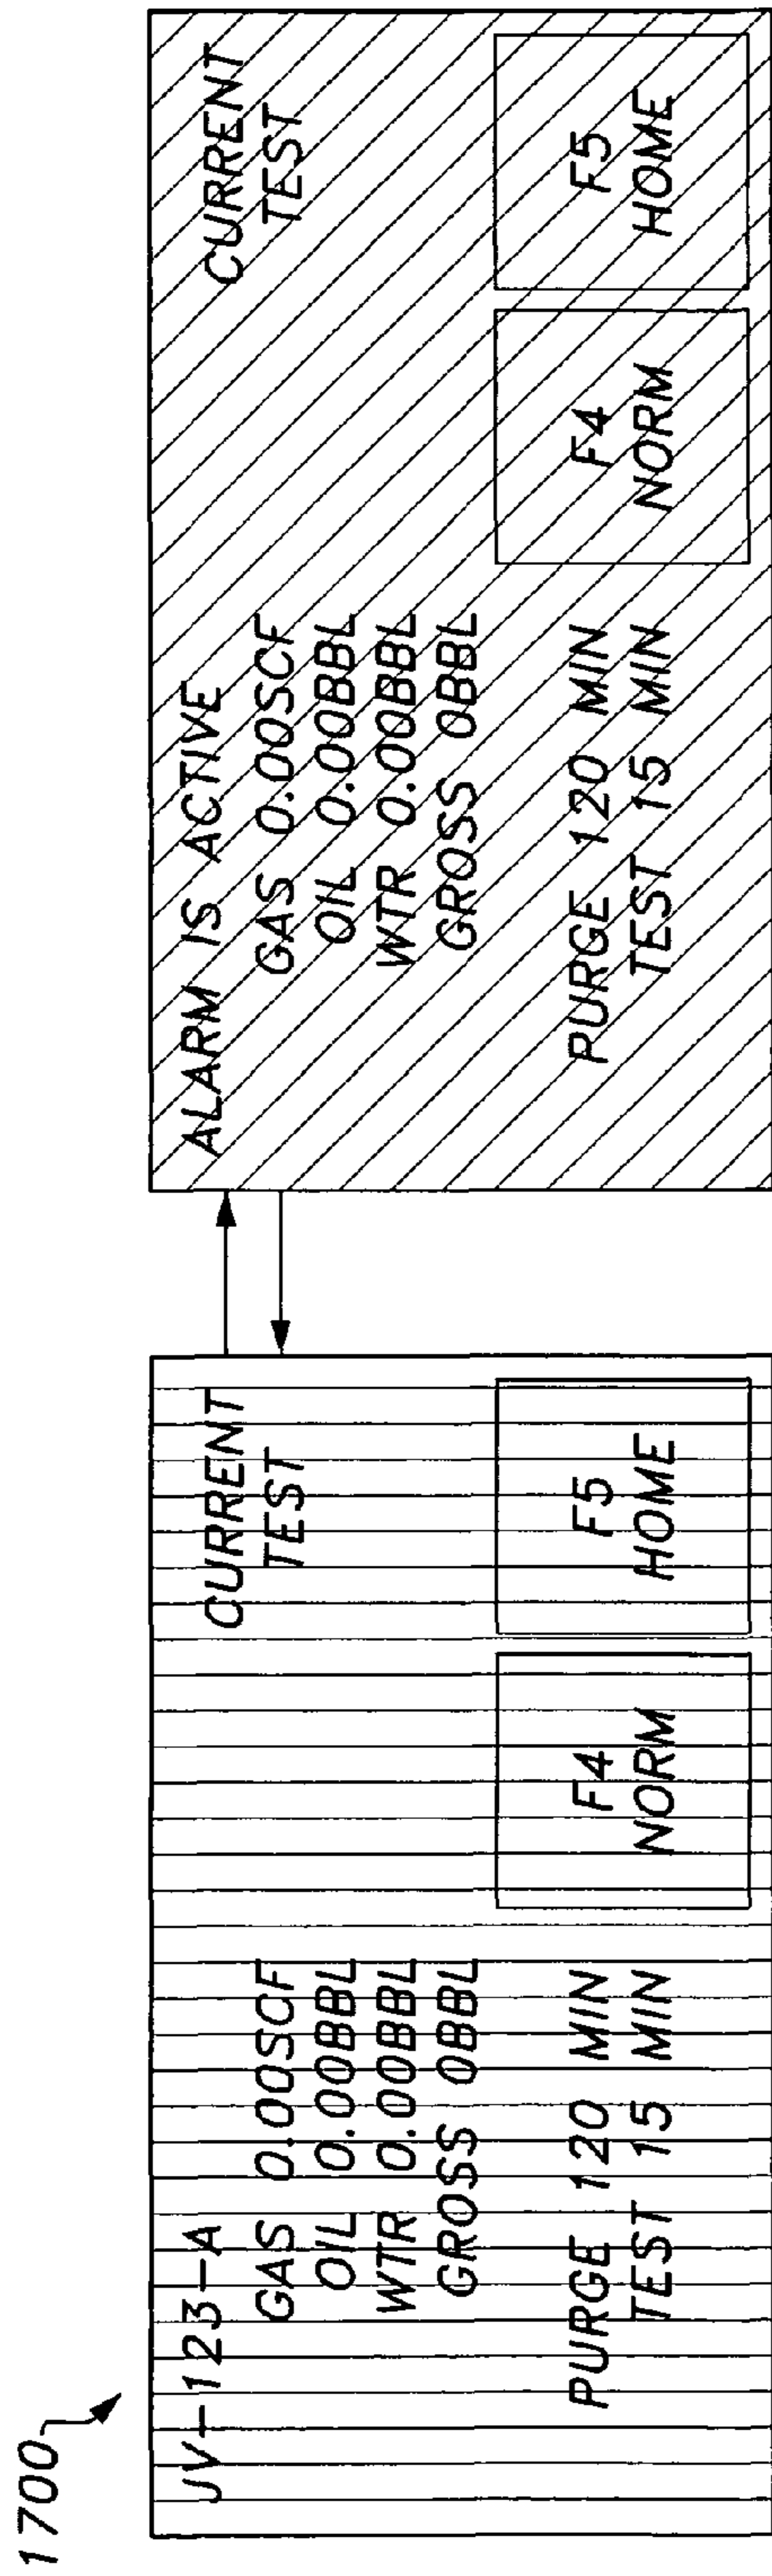 1700
JV-123-A
CURRENT
TEST
GAS 0.00SCF
OIL 0.00BBL
WTR 0.00BBL
GROSS 0BBL
PURGE 120 MIN
TEST 15 MIN
F4
NORM
F5
HOME
ALARM IS ACTIVE
CURRENT
TEST
GAS 0.00SCF
OIL 0.00BBL
WTR 0.00BBL
GROSS 0BBL
PURGE 120 MIN
TEST 15 MIN
F4
NORM
F5
HOME